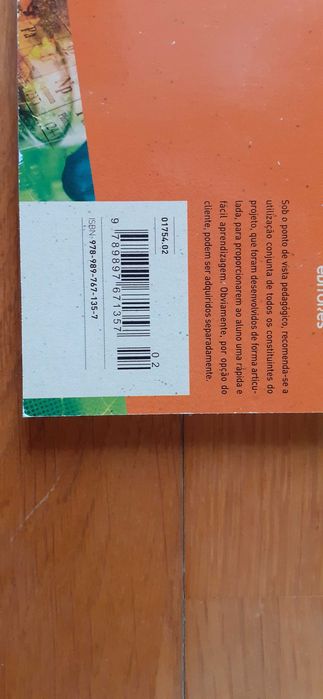 EDITORES
Sob o ponto de vista pedagógico, recomenda-se a
utilização conjunta de todos os constituintes do
projeto, que foram desenvolvidos de forma articu-
lada, para proporcionarem ao aluno uma rápida e
fácil aprendizagem. Obviamente, por opção do
cliente, podem ser adquiridos separadamente.
01754.02
02
9 789897 671357
ISBN: 978-989-767-135-7
Np